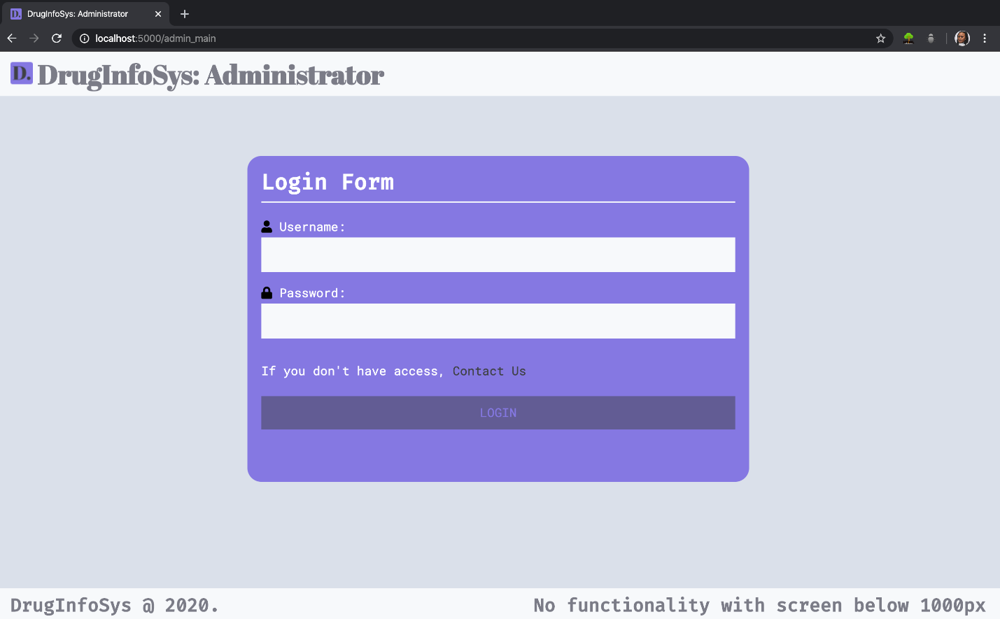 D. DrugInfoSys: Administrator
localhost:5000/admin_main
D. DrugInfoSys: Administrator
Login Form
Username:
Password:
If you don't have access, Contact Us
LOGIN
DrugInfoSys @ 2020.
No functionality with screen below 1000px